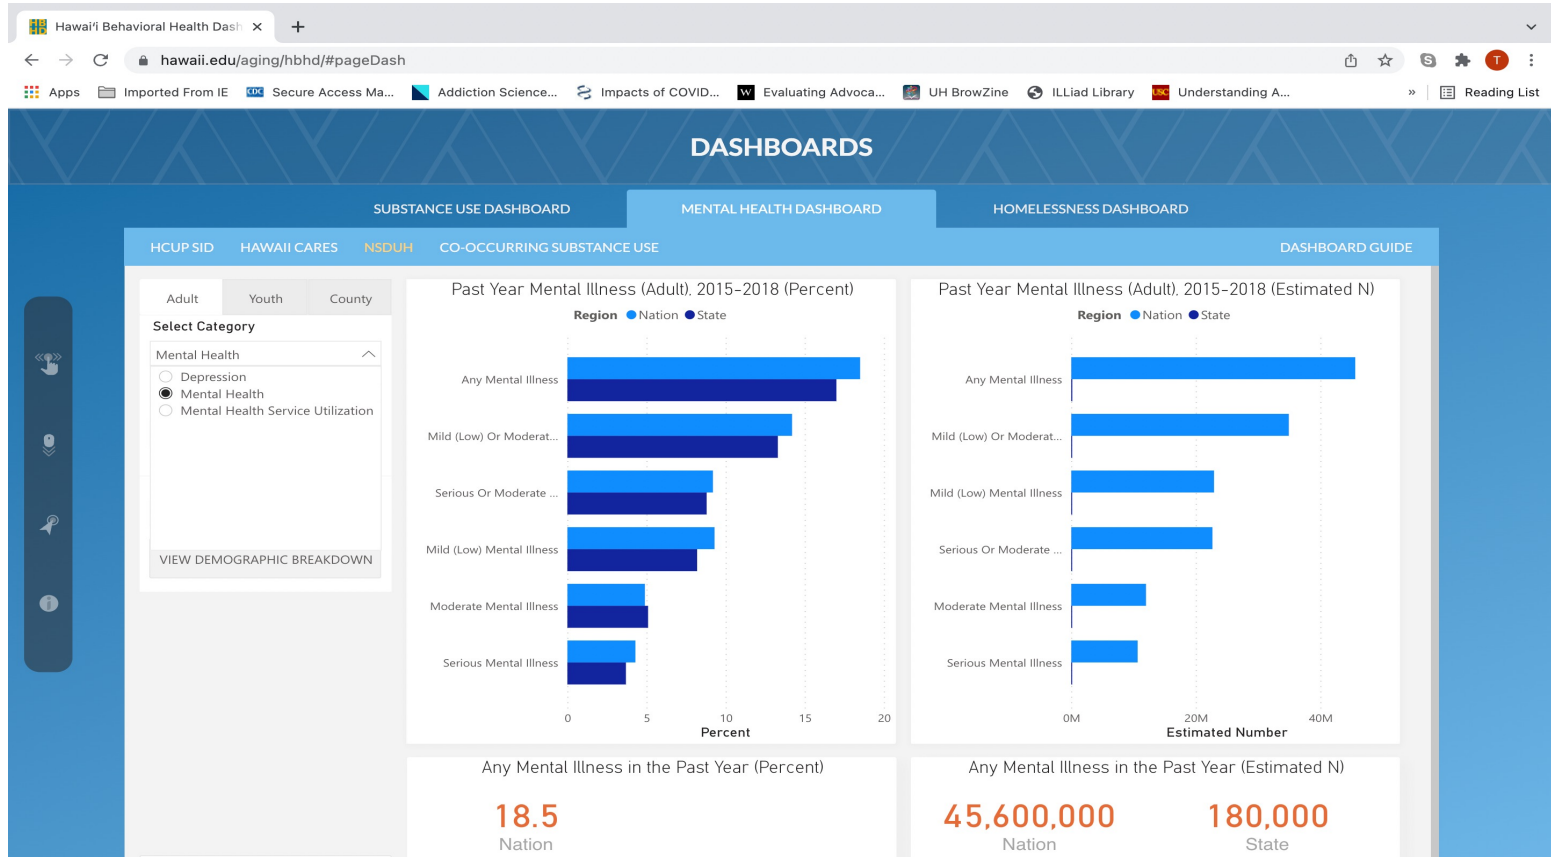 Hawai'i Behavioral Health Dash
hawaii.edu/aging/hbhd/#pageDash
T
Apps Imported From IE CDC Secure Access Ma... Addiction Science... Impacts of COVID... W Evaluating Advoca... UH BrowZine ILLiad Library USC Understanding A... » Reading List
DASHBOARDS
SUBSTANCE USE DASHBOARD MENTAL HEALTH DASHBOARD HOMELESSNESS DASHBOARD
HCUP SID HAWAII CARES NSDUH CO-OCCURRING SUBSTANCE USE DASHBOARD GUIDE
Adult Youth County
Select Category
Mental Health
Depression
Mental Health
Mental Health Service Utilization
VIEW DEMOGRAPHIC BREAKDOWN
Past Year Mental Illness (Adult), 2015-2018 (Percent)
Region Nation State
Any Mental Illness
Mild (Low) Or Moderat...
Serious Or Moderate ...
Mild (Low) Mental Illness
Moderate Mental Illness
Serious Mental Illness
0 5 10 15 20
Percent
Past Year Mental Illness (Adult), 2015-2018 (Estimated N)
Region Nation State
Any Mental Illness
Mild (Low) Or Moderat...
Mild (Low) Mental Illness
Serious Or Moderate ...
Moderate Mental Illness
Serious Mental Illness
0M 20M 40M
Estimated Number
Any Mental Illness in the Past Year (Percent)
18.5
Nation
Any Mental Illness in the Past Year (Estimated N)
45,600,000 180,000
Nation State